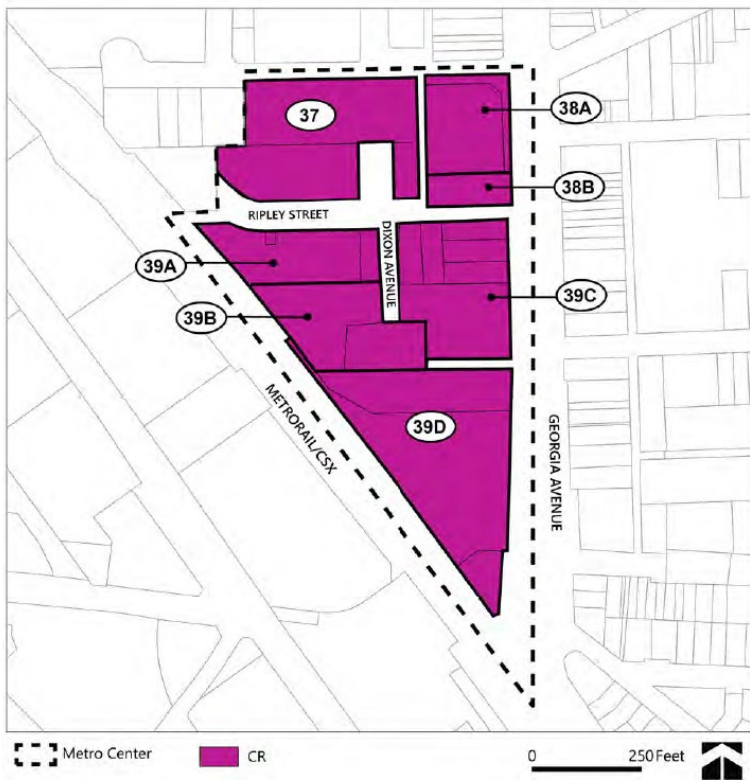 37
38A
38B
RIPLEY STREET
DIXON AVENUE
39A
39B
39C
39D
METRORAIL/CSX
GEORGIA AVENUE
Metro Center
CR
0 250 Feet